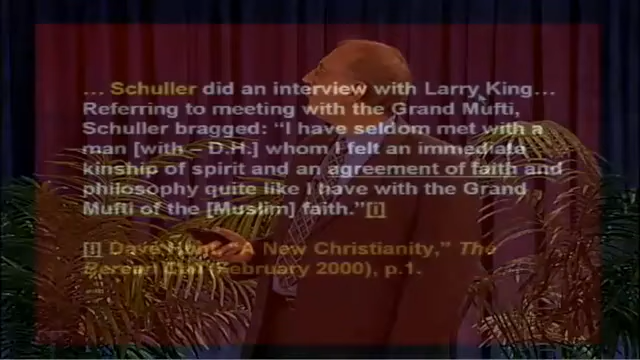 ... Schuller did an interview with Larry King...
Referring to meeting with the Grand Mufti,
Schuller bragged: “I have seldom met with a
man [with - D.H.] whom I felt an immediate
kinship of spirit and an agreement of faith and
philosophy quite like I have with the Grand
Mufti of the [Muslim] faith.”[i]
[i] Dave Hunt, “A New Christianity,” The
Berean Call (February 2000), p.1.